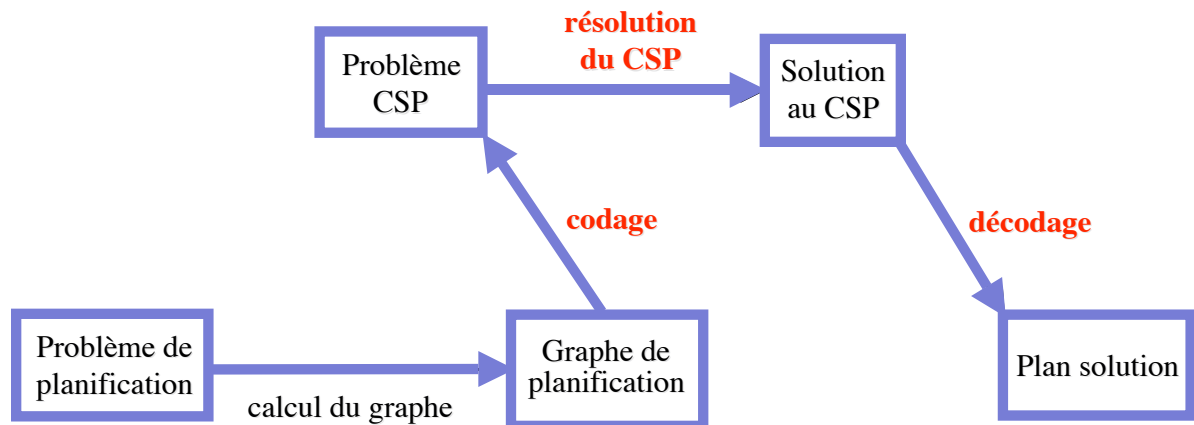 résolution
du CSP
Problème
CSP
Solution
au CSP
codage
décodage
Problème de
planification
calcul du graphe
Graphe de
planification
Plan solution